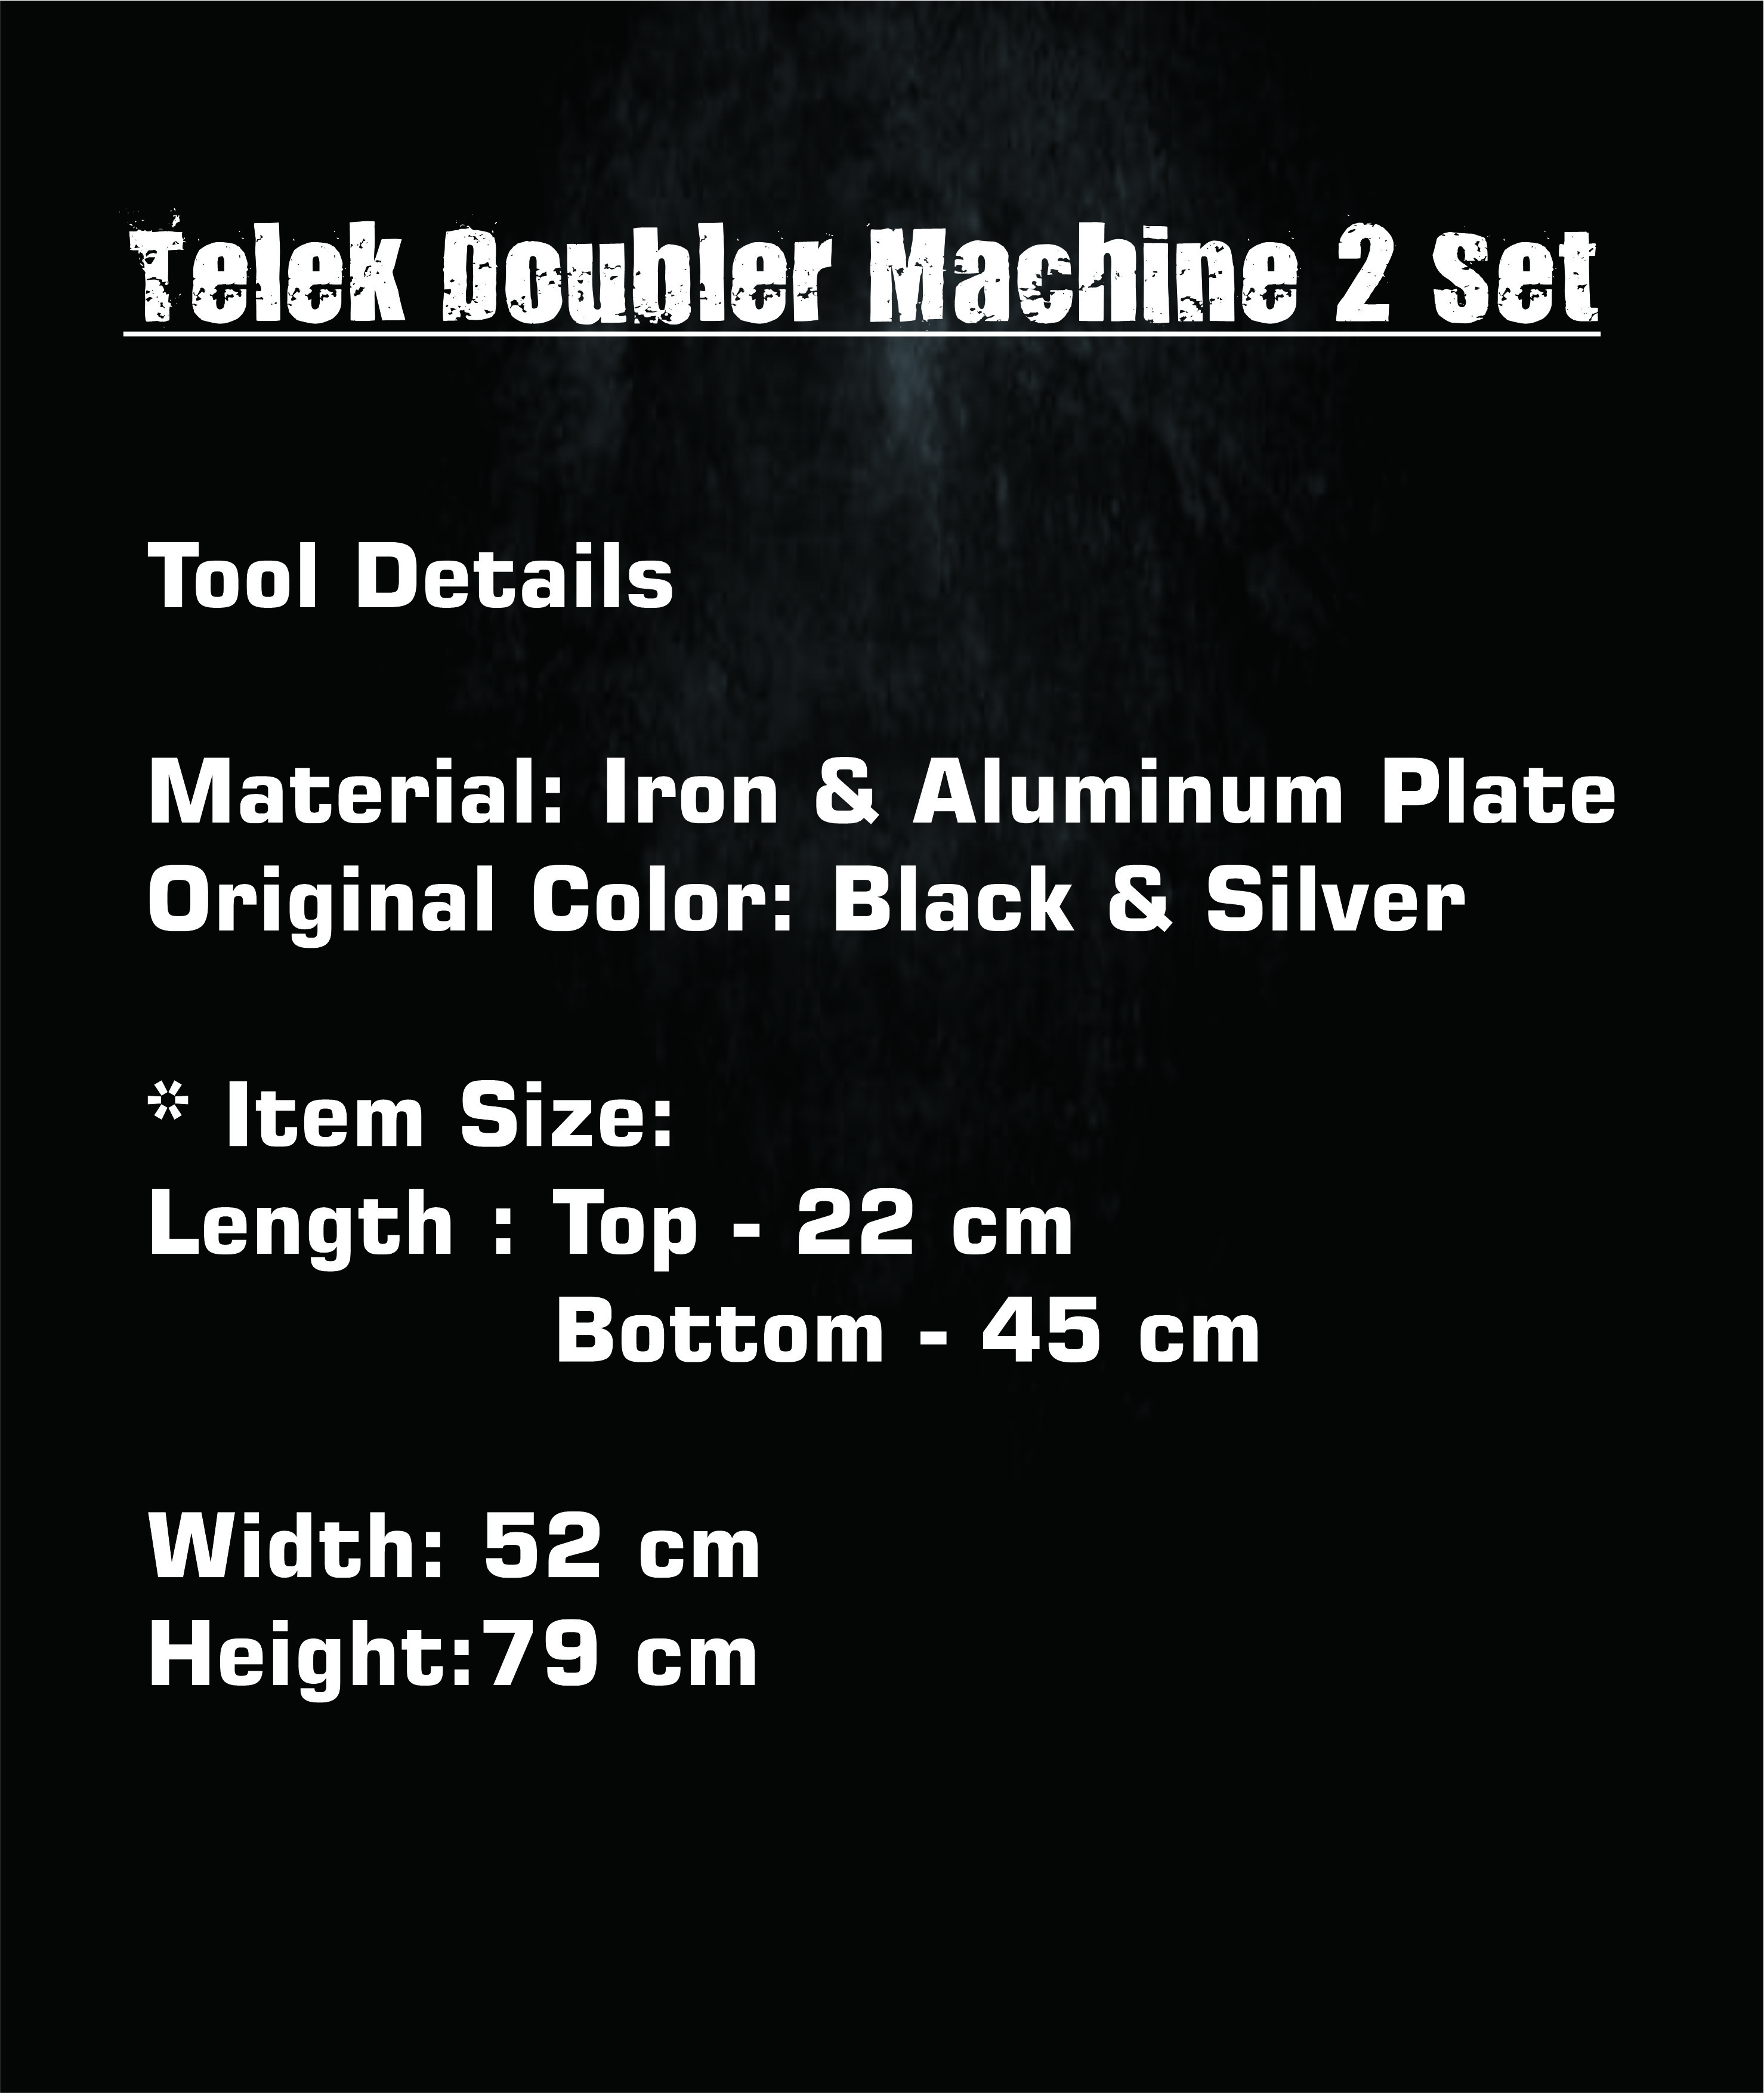 Telek Doubler Machine 2 Set
Tool Details
Material: Iron & Aluminum Plate
Original Color: Black & Silver
* Item Size:
Length : Top - 22 cm
Bottom - 45 cm
Width: 52 cm
Height:79 cm